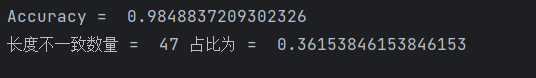 Accuracy =  0.9848837209302326
长度不一致数量 =  47 占比为 =  0.36153846153846153